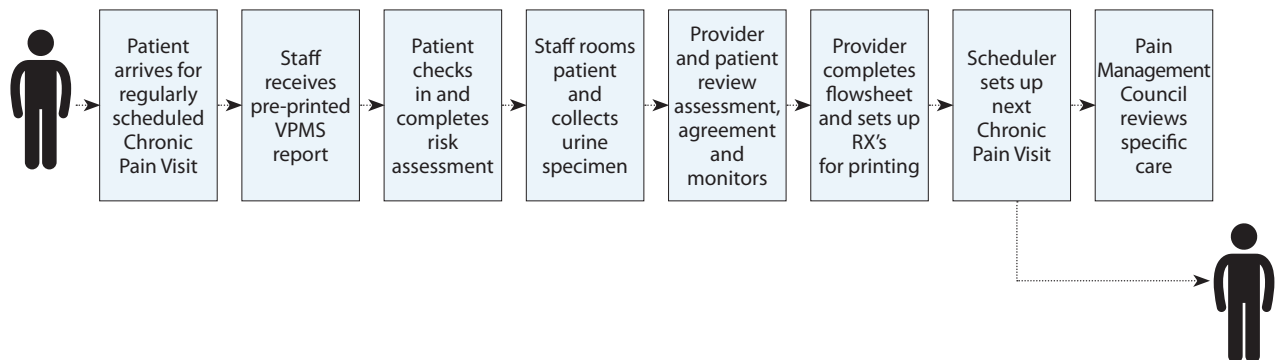 Patient
arrives for
regularly
scheduled
Chronic
Pain Visit
Staff
receives
pre-printed
VPMS
report
Patient
checks
in and
completes
risk
assessment
Staff rooms
patient
and
collects
urine
specimen
Provider
and patient
review
assessment,
agreement
and
monitors
Provider
completes
flowsheet
and sets up
RX's
for printing
Scheduler
sets up
next
Chronic
Pain Visit
Pain
Management
Council
reviews
specific
care